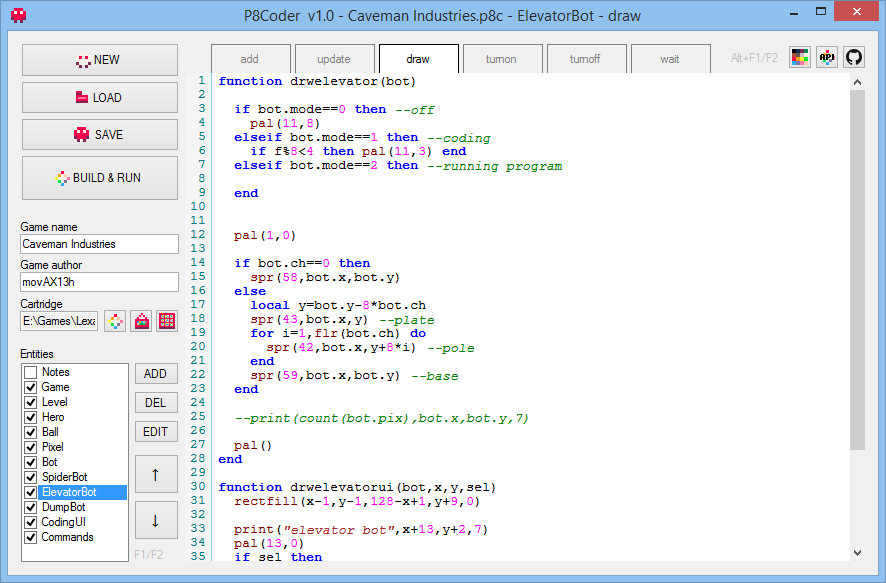 P8Coder v1.0 - Caveman Industries.p8c - ElevatorBot - draw
NEW
LOAD
SAVE
BUILD & RUN
Game name
Caveman Industries
Game author
movAX13h
Cartridge
E:\Games\Lexa
Entities
Notes
Game
Level
Hero
Ball
Pixel
Bot
SpiderBot
ElevatorBot
DumpBot
CodingUI
Commands
ADD
DEL
EDIT
↑
↓
F1/F2
add update draw turnon turnoff wait Alt+F1/F2 API
1 function drwelevator(bot)
2
3 if bot.mode==0 then --off
4 pal(11,8)
5 elseif bot.mode==1 then --coding
6 if f%8<4 then pal(11,3) end
7 elseif bot.mode==2 then --running program
8
9 end
10
11
12 pal(1,0)
13
14 if bot.ch==0 then
15 spr(58,bot.x,bot.y)
16 else
17 local y=bot.y-8*bot.ch
18 spr(43,bot.x,y) --plate
19 for i=1,flr(bot.ch) do
20 spr(42,bot.x,y+8*i) --pole
21 end
22 spr(59,bot.x,bot.y) --base
23 end
24
25 --print(count(bot.pix),bot.x,bot.y,7)
26
27 pal()
28 end
29
30 function drwelevatorui(bot,x,y,sel)
31 rectfill(x-1,y-1,128-x+1,y+9,0)
32
33 print("elevator bot",x+13,y+2,7)
34 pal(13,0)
35 if sel then